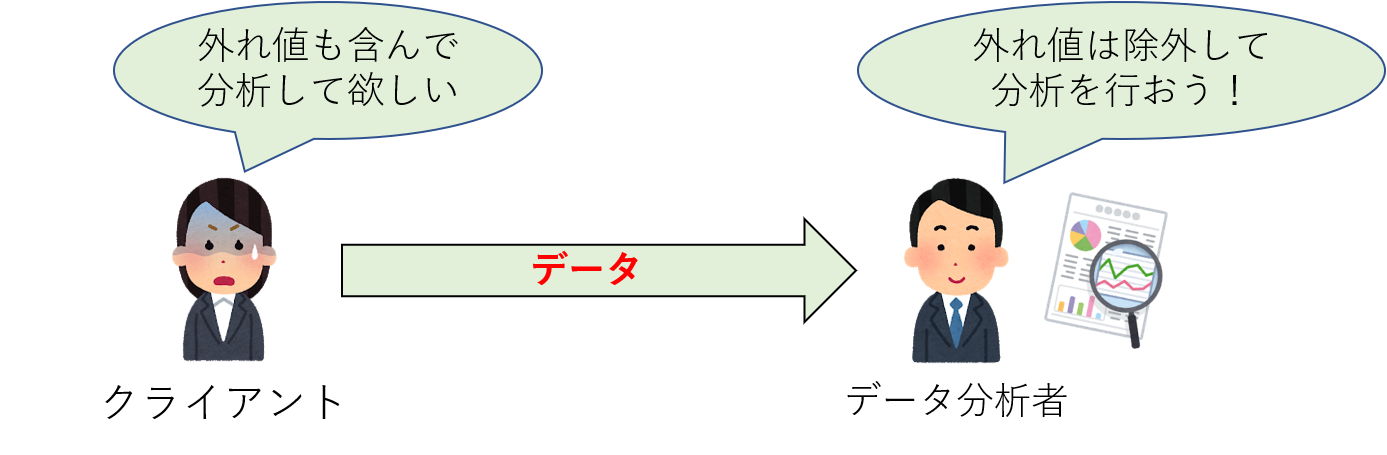 外れ値も含んで
分析して欲しい
外れ値は除外して
分析を行おう！
データ
クライアント
データ分析者